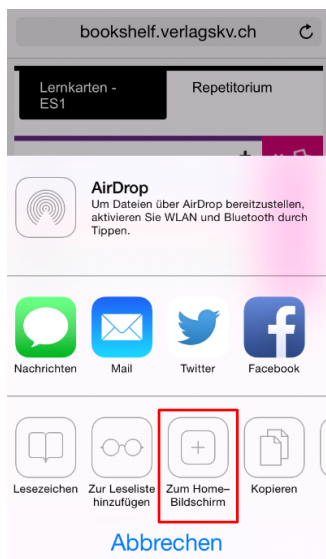 bookshelf.verlagskv.ch
Lernkarten -
ES1
Repetitorium
AirDrop
Um Dateien über AirDrop bereitzustellen,
aktivieren Sie WLAN und Bluetooth durch
Tippen.
Nachrichten
Mail
Twitter
Facebook
Lesezeichen
Zur Leseliste
hinzufügen
Zum Home–
Bildschirm
Kopieren
Abbrechen